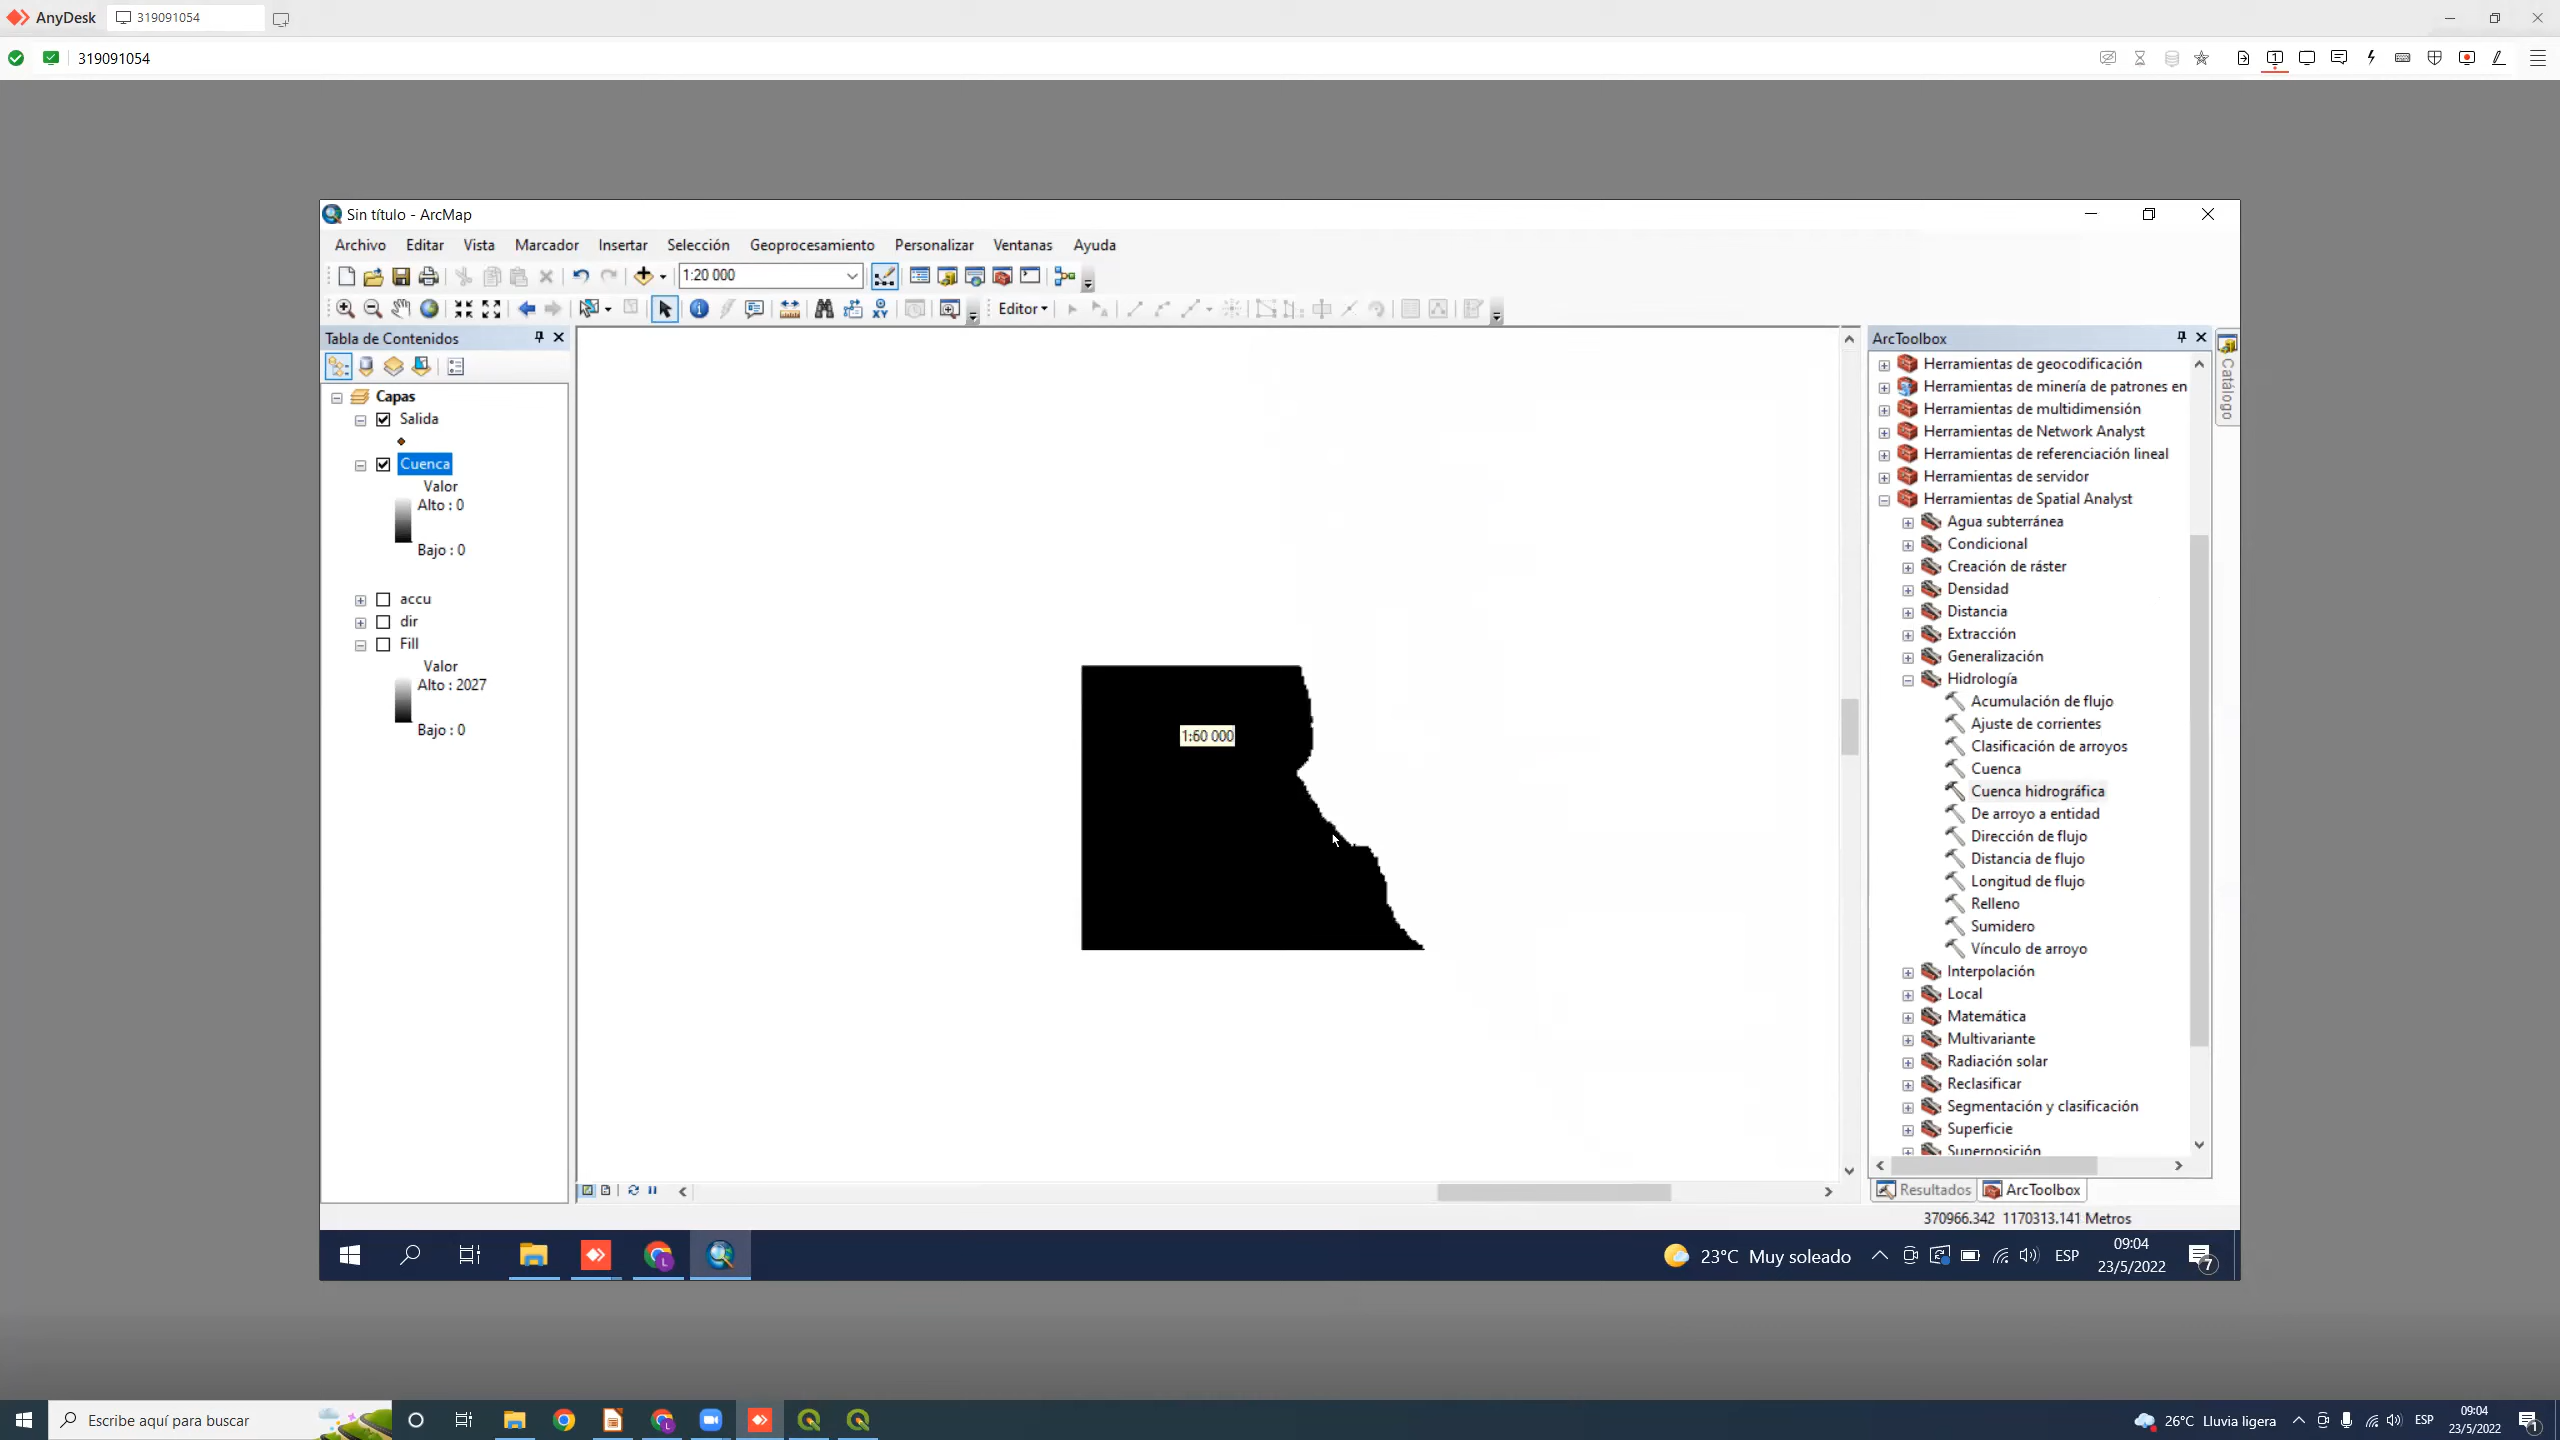 AnyDesk 319091054
319091054
Sin título - ArcMap
Archivo Editar Vista Marcador Insertar Selección Geoprocesamiento Personalizar Ventanas Ayuda
1:20 000
Editor
Tabla de Contenidos
Capas
Salida
Cuenca
Valor
Alto : 0
Bajo : 0
accu
dir
Fill
Valor
Alto : 2027
Bajo : 0
1:60 000
ArcToolbox
Herramientas de geocodificación
Herramientas de minería de patrones en
Herramientas de multidimensión
Herramientas de Network Analyst
Herramientas de referenciación lineal
Herramientas de servidor
Herramientas de Spatial Analyst
Agua subterránea
Condicional
Creación de ráster
Densidad
Distancia
Extracción
Generalización
Hidrología
Acumulación de flujo
Ajuste de corrientes
Clasificación de arroyos
Cuenca
Cuenca hidrográfica
De arroyo a entidad
Dirección de flujo
Distancia de flujo
Longitud de flujo
Relleno
Sumidero
Vínculo de arroyo
Interpolación
Local
Matemática
Multivariante
Radiación solar
Reclasificar
Segmentación y clasificación
Superficie
Superposición
Resultados ArcToolbox
Catálogo
370966.342 1170313.141 Metros
23°C Muy soleado ESP 09:04
23/5/2022
7
Escribe aquí para buscar
26°C Lluvia ligera ESP 09:04
23/5/2022
1